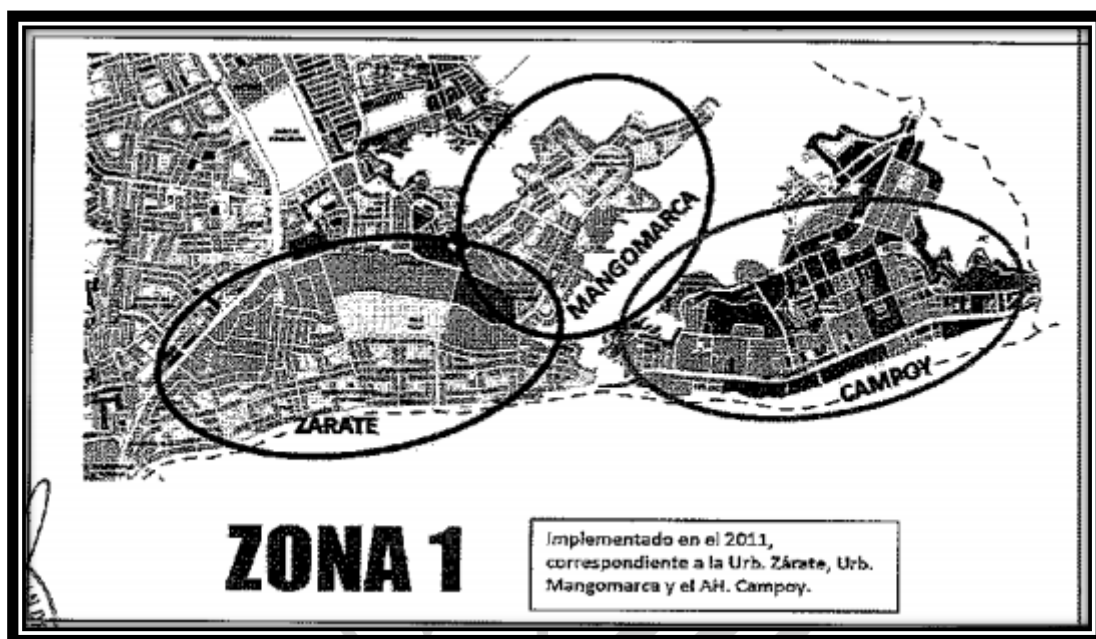 MANGOMARCA
CAMPOY
ZARATE
ZONA 1
Implementado en el 2011,
correspondiente a la Urb. Zárate, Urb.
Mangomarca y el AH. Campoy.